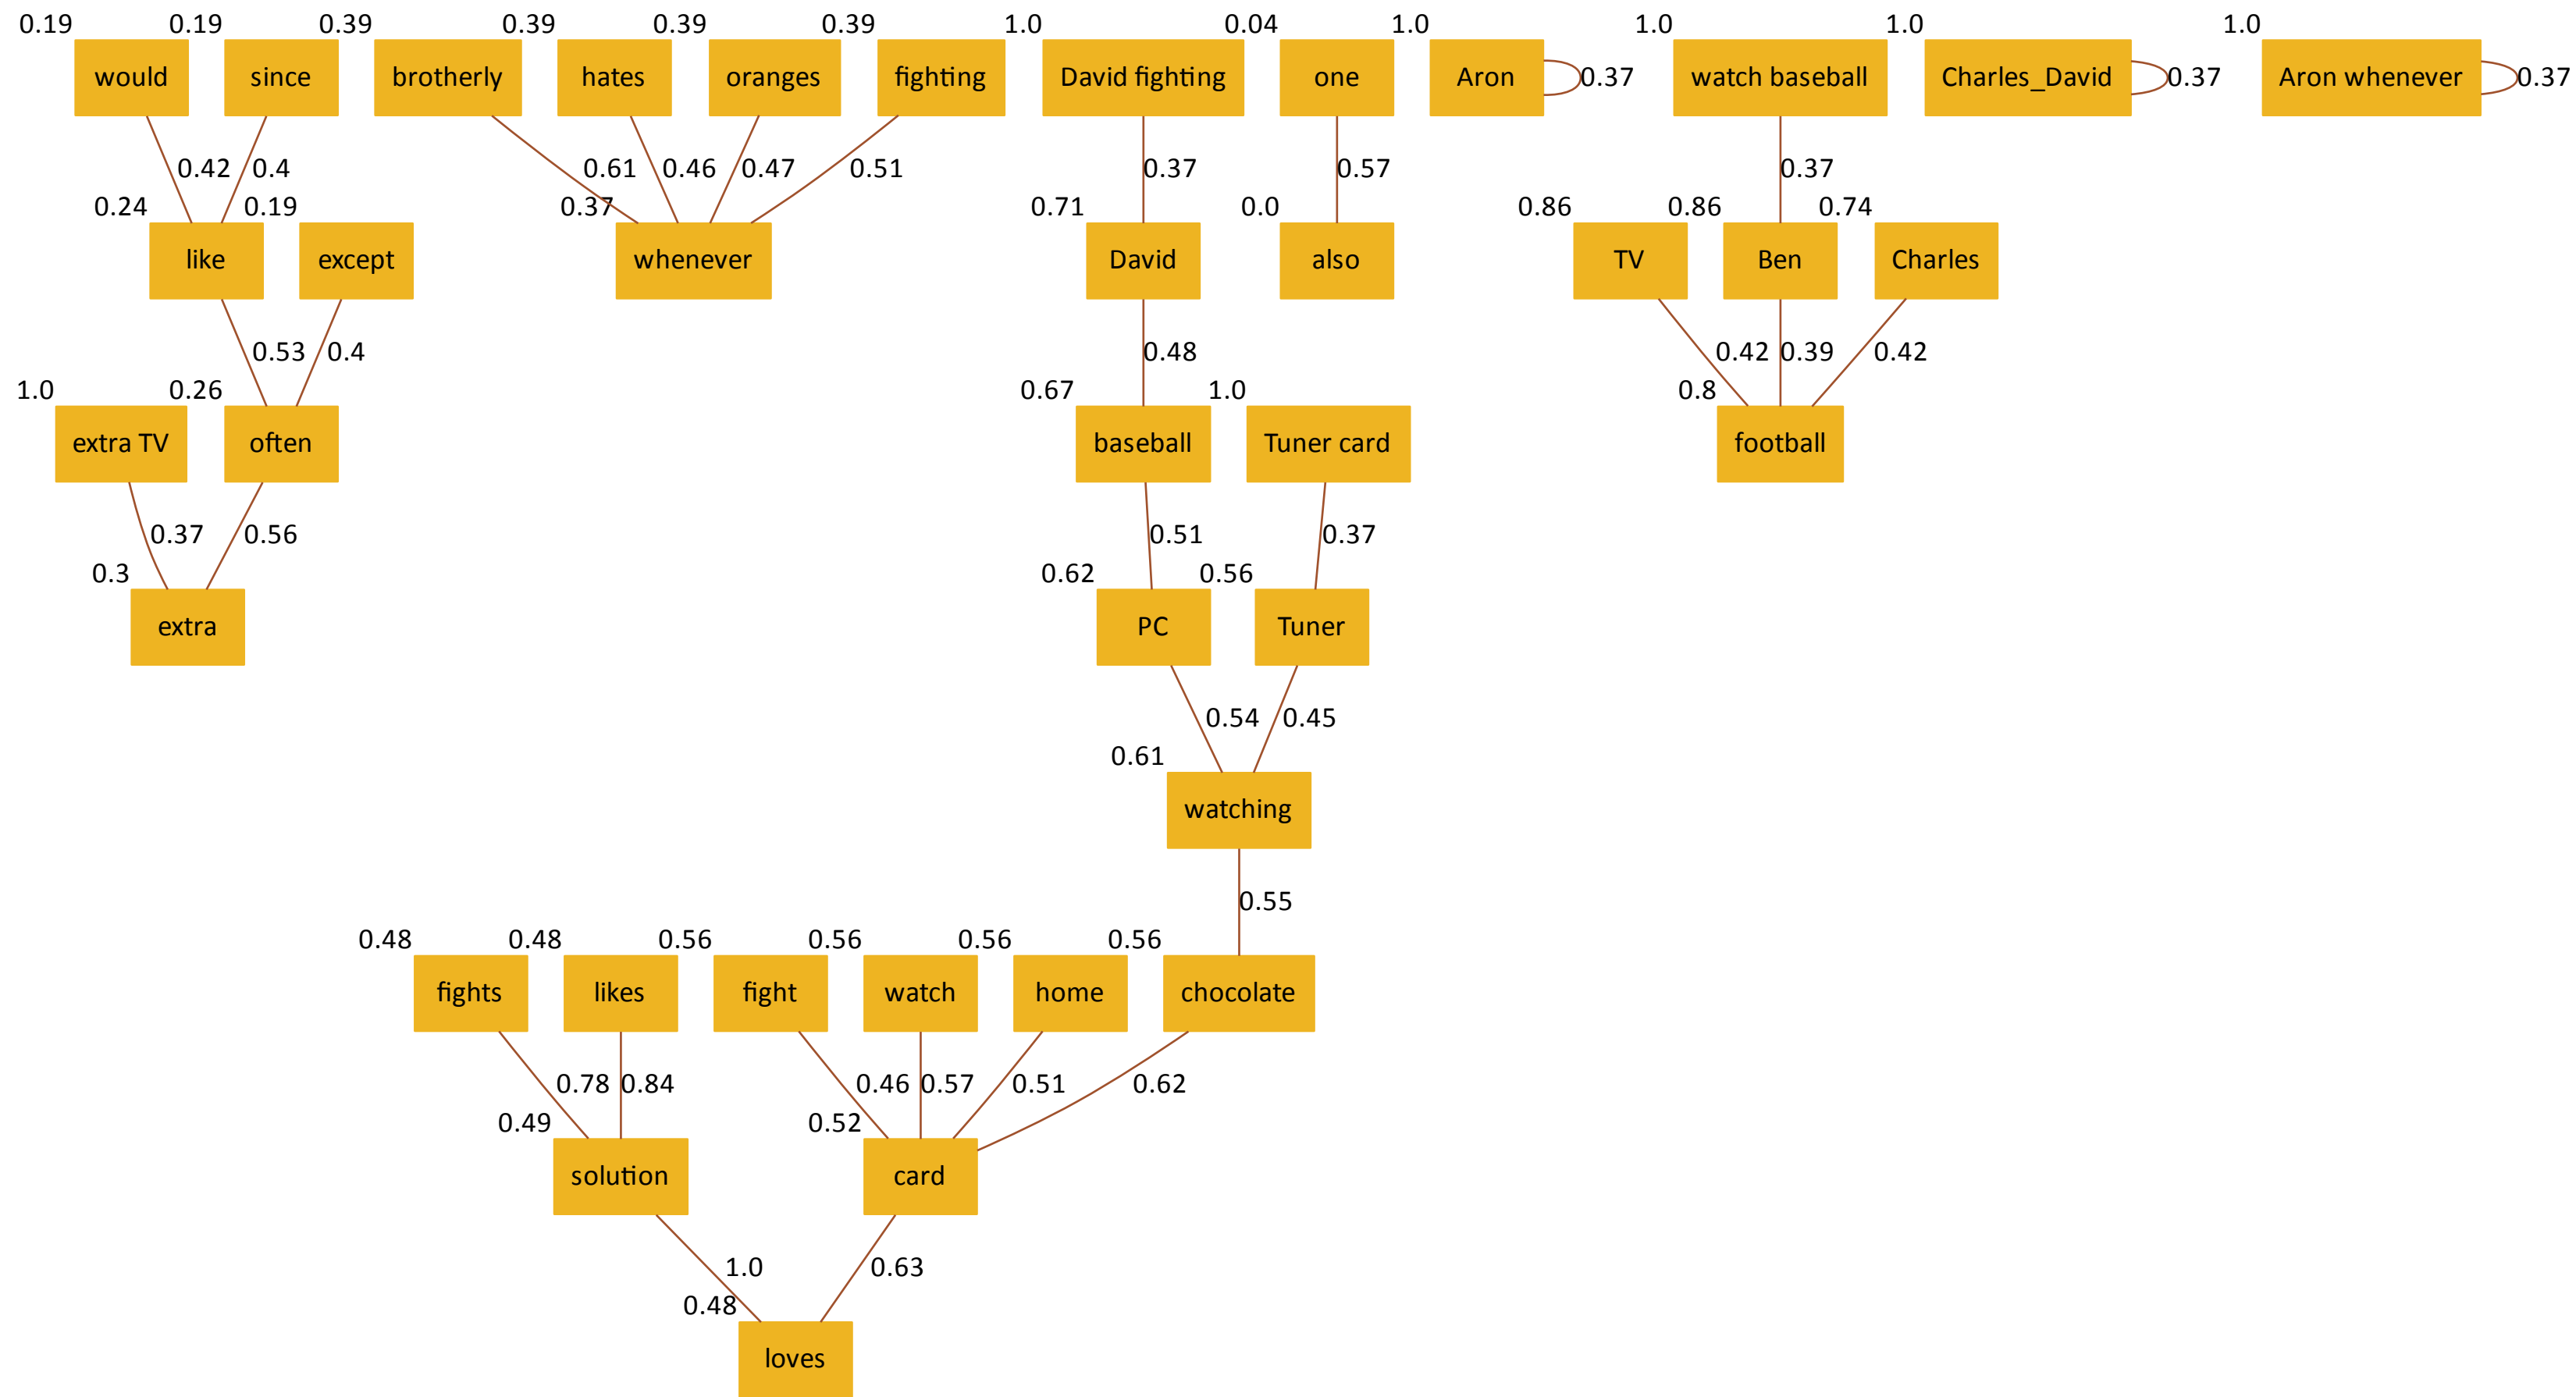 0.19 0.19 0.39 0.39 0.39 0.39 1.0 0.04 1.0 1.0 1.0 1.0
would since brotherly hates oranges fighting David fighting one Aron 0.37 watch baseball Charles_David 0.37 Aron whenever 0.37
0.42 0.4 0.61 0.46 0.47 0.51 0.37 0.57 0.37
0.24 0.19 0.37 0.71 0.0 0.86 0.86 0.74
like except whenever David also TV Ben Charles
0.53 0.4 0.48 0.42 0.39 0.42
1.0 0.26 0.67 1.0 0.8
extra TV often baseball Tuner card football
0.37 0.56 0.51 0.37
0.3 0.62 0.56
extra PC Tuner
0.54 0.45
0.61
watching
0.55
0.48 0.48 0.56 0.56 0.56 0.56
fights likes fight watch home chocolate
0.78 0.84 0.46 0.57 0.51 0.62
0.49 0.52
solution card
1.0 0.63
0.48
loves